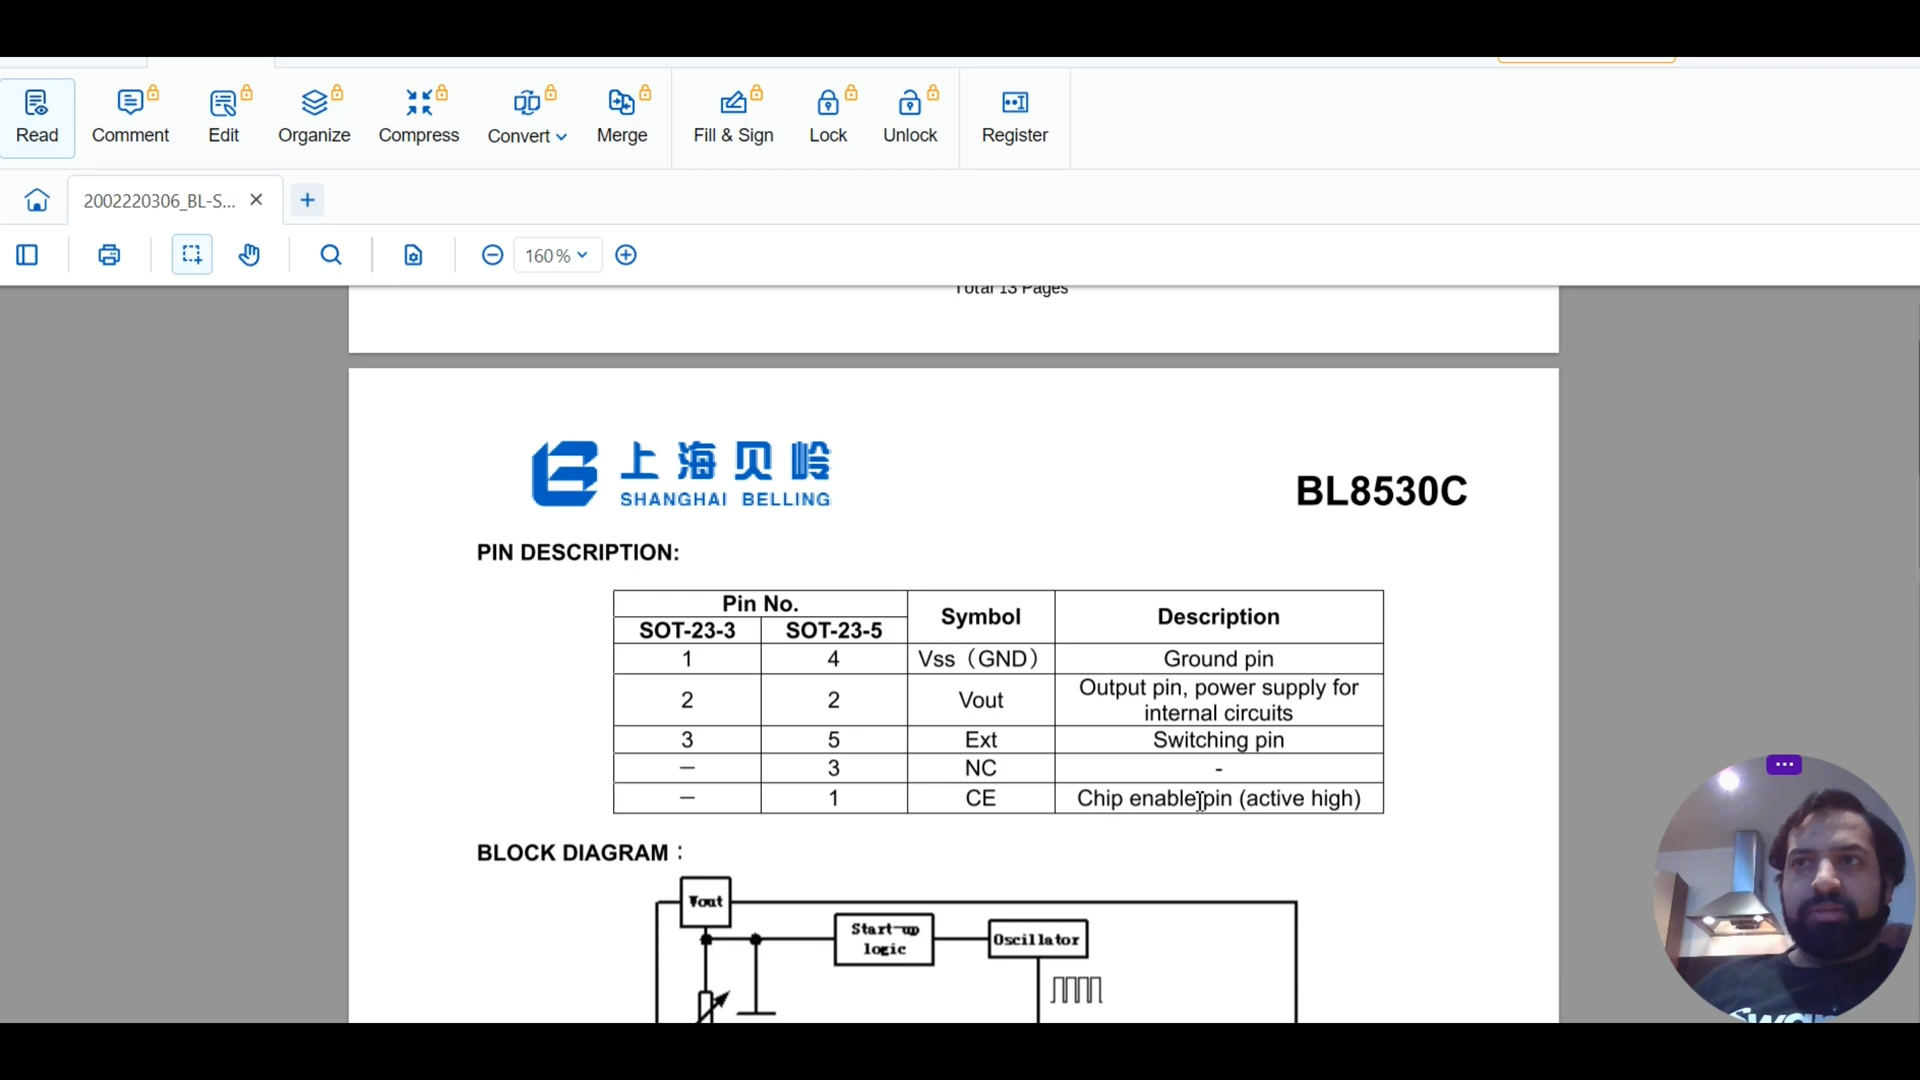 Read
Comment
Edit
Organize
Compress
Convert
Merge
Fill & Sign
Lock
Unlock
Register
2002220306_BL-S...
160%
Total 13 Pages
上海贝岭
SHANGHAI BELLING
BL8530C
PIN DESCRIPTION:
Pin No. Symbol Description
SOT-23-3 SOT-23-5
1 4 Vss（GND） Ground pin
2 2 Vout Output pin, power supply for
internal circuits
3 5 Ext Switching pin
— 3 NC -
— 1 CE Chip enable pin (active high)
BLOCK DIAGRAM：
Vout
Start-up
logic
Oscillator